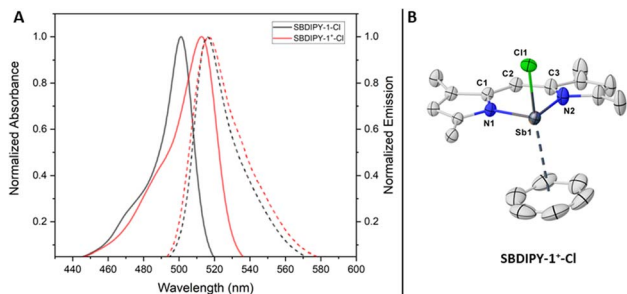 A
SBDIPY-1-Cl
SBDIPY-1⁺-Cl
Normalized Absorbance
1.0
0.8
0.6
0.4
0.2
Normalized Emission
1.0
0.8
0.6
0.4
0.2
440 460 480 500 520 540 560 580 600
Wavelength (nm)
B
Cl1
C1 C2 C3
N1 N2
Sb1
SBDIPY-1⁺-Cl